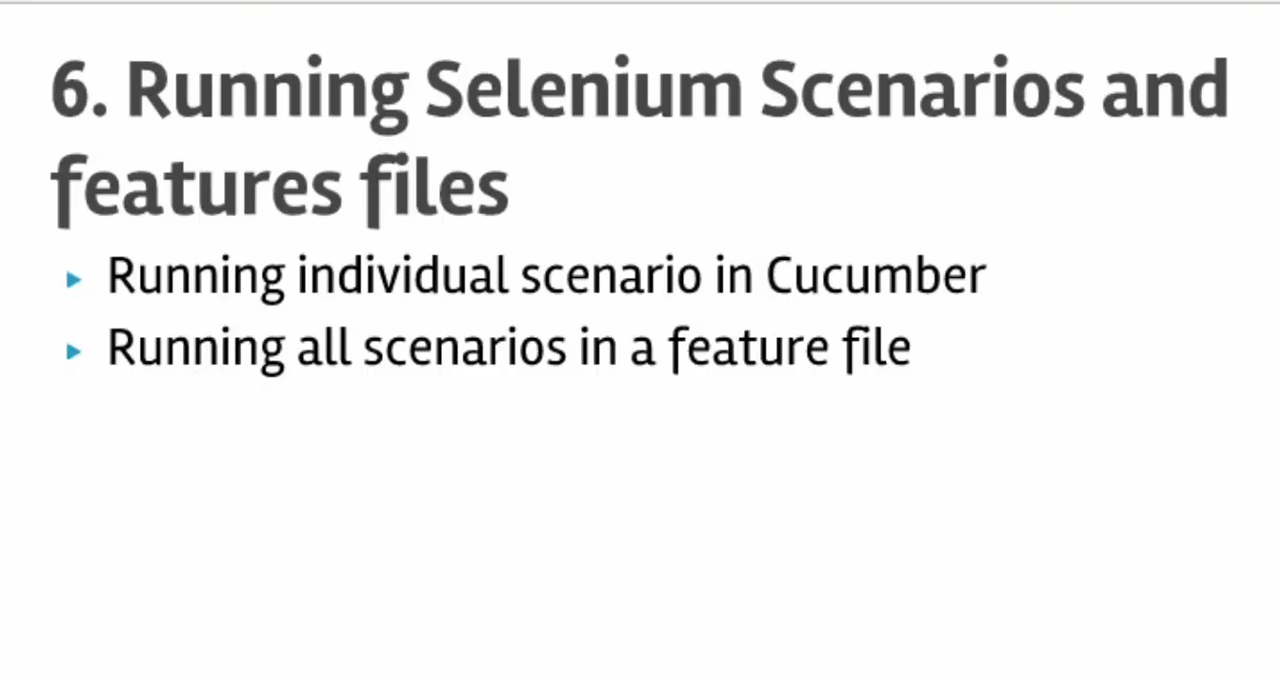 6. Running Selenium Scenarios and
features files
Running individual scenario in Cucumber
Running all scenarios in a feature file